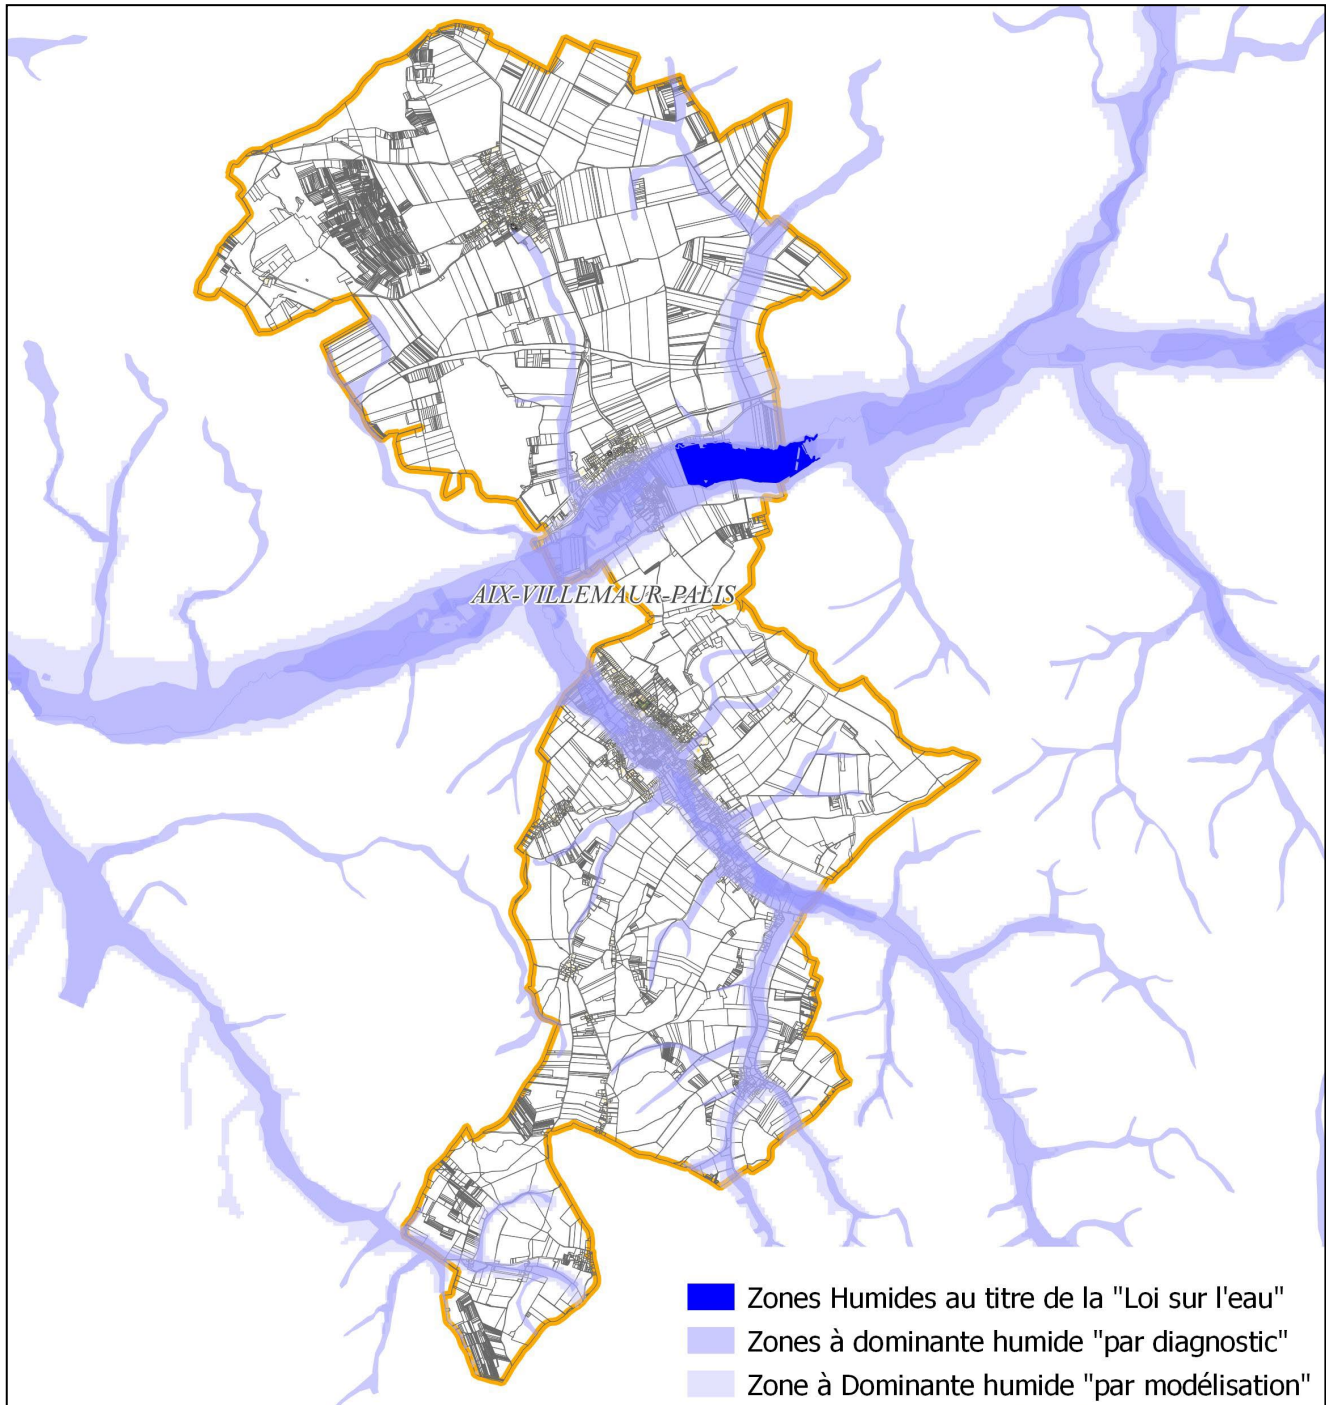 AIX-VILLEMAUR-PALIS
Zones Humides au titre de la "Loi sur l'eau"
Zones à dominante humide "par diagnostic"
Zone à Dominante humide "par modélisation"